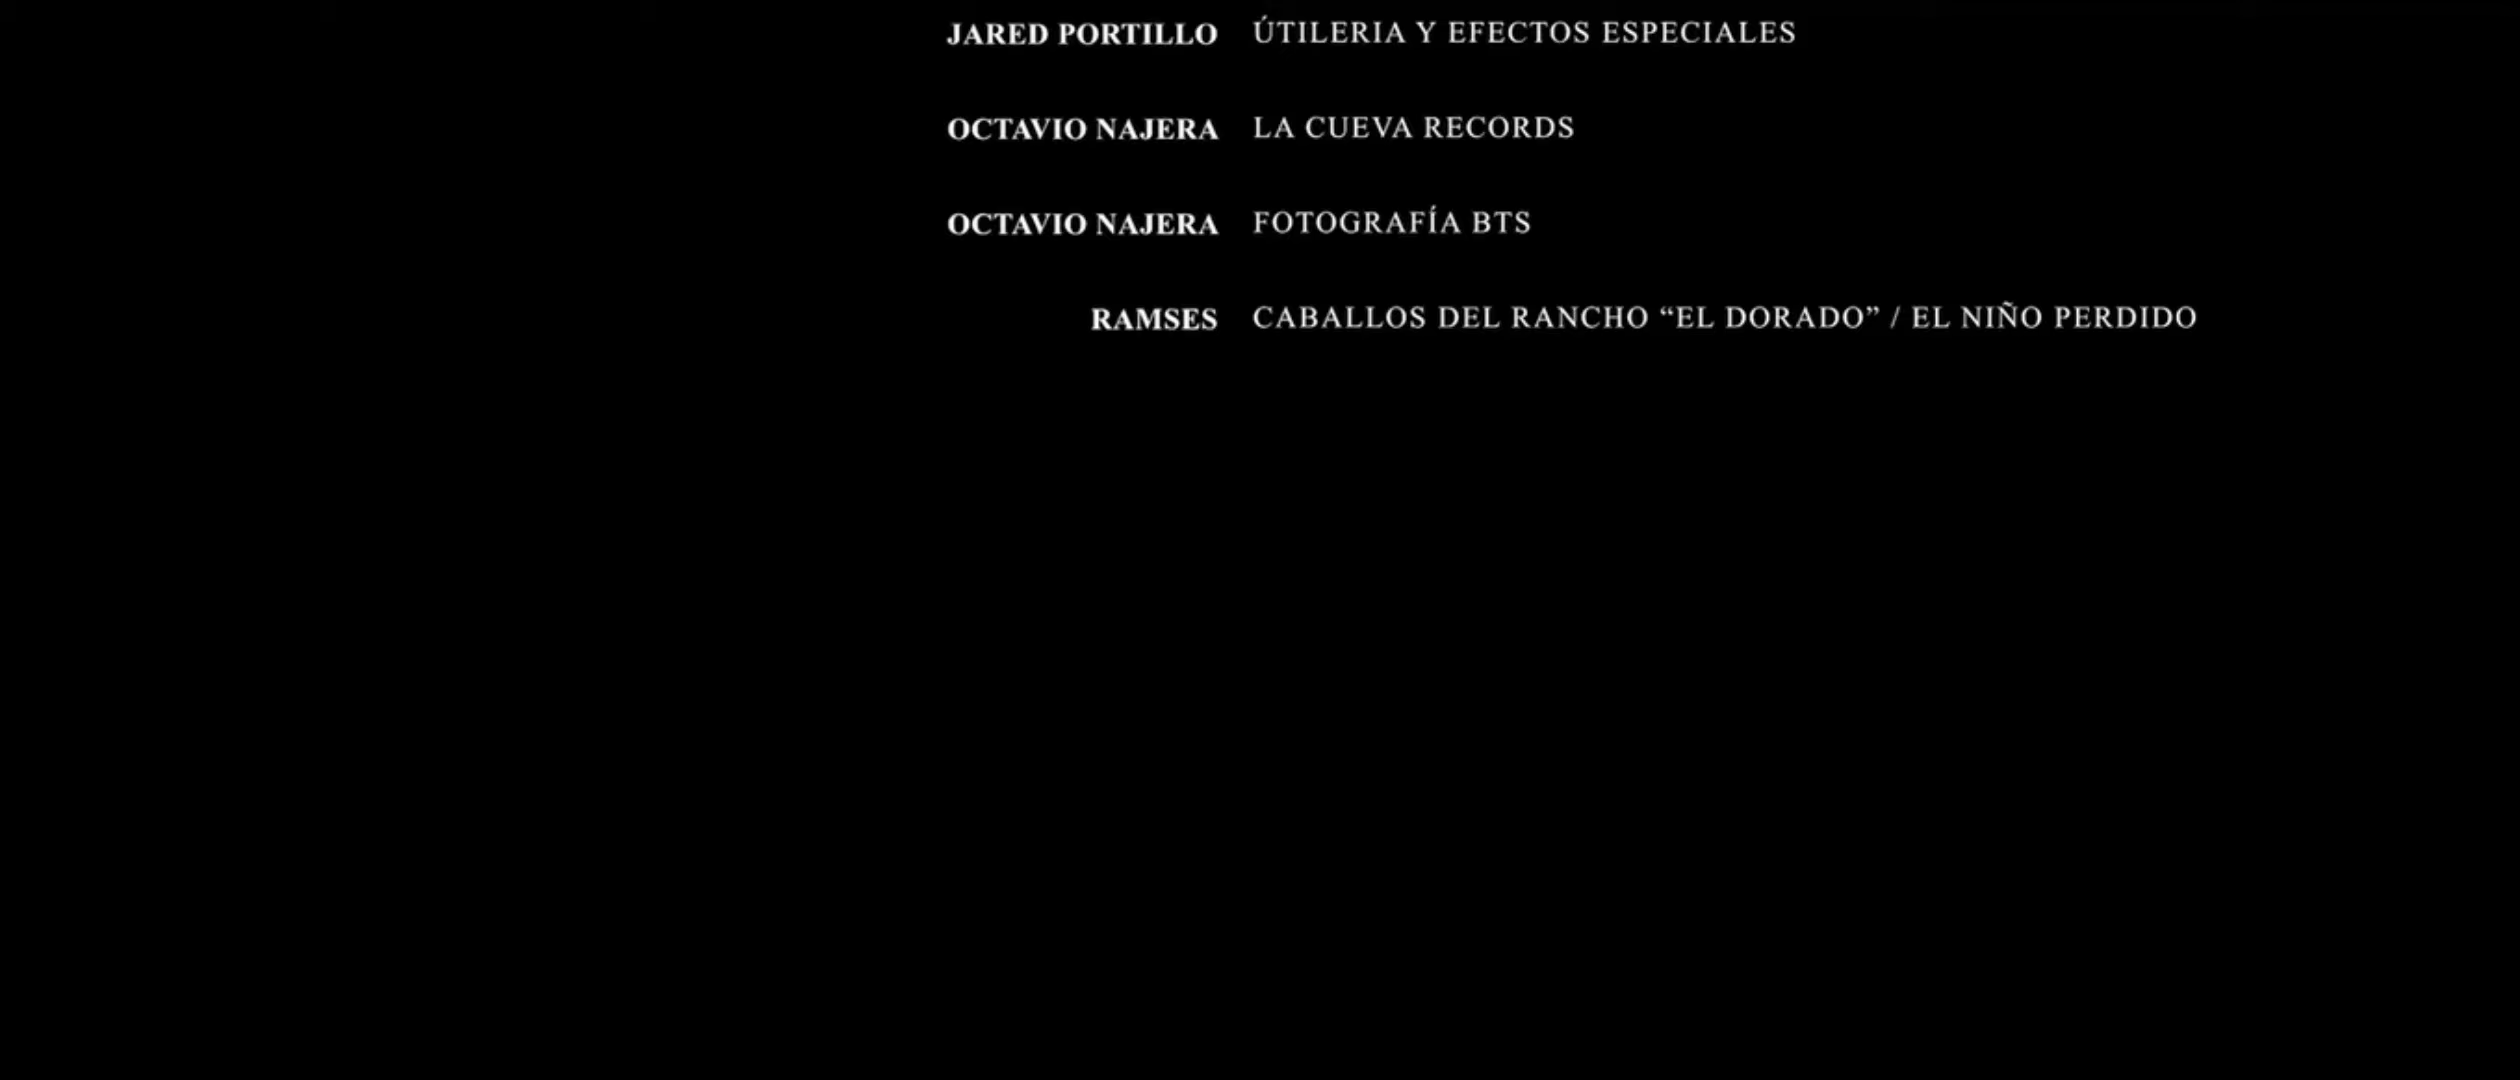 JARED PORTILLO ÚTILERIA Y EFECTOS ESPECIALES
OCTAVIO NAJERA LA CUEVA RECORDS
OCTAVIO NAJERA FOTOGRAFÍA BTS
RAMSES CABALLOS DEL RANCHO “EL DORADO” / EL NIÑO PERDIDO